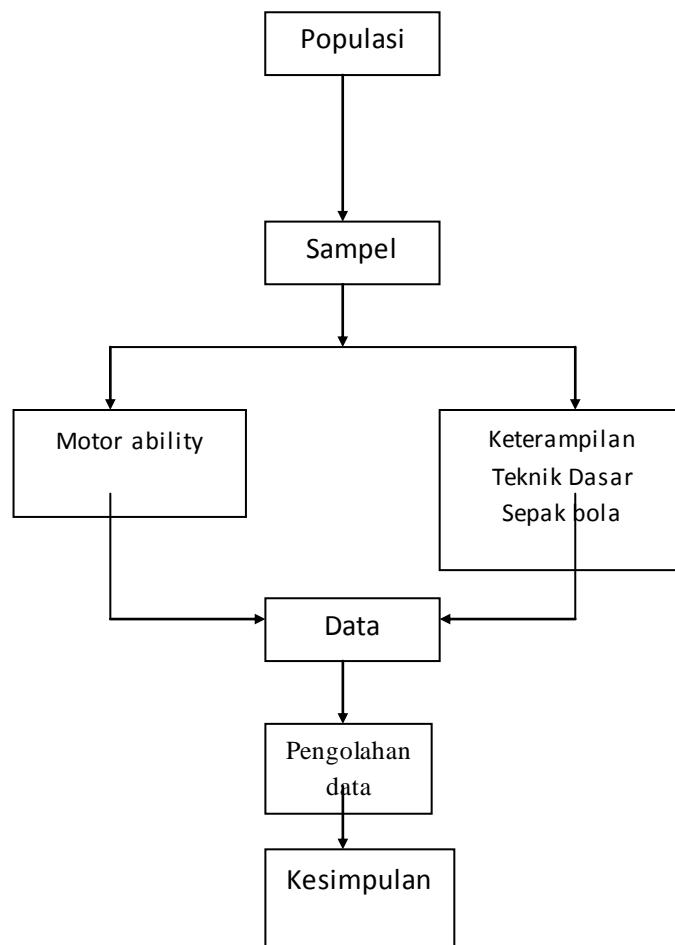 Populasi
Sampel
Motor ability
Keterampilan
Teknik Dasar
Sepak bola
Data
Pengolahan
data
Kesimpulan